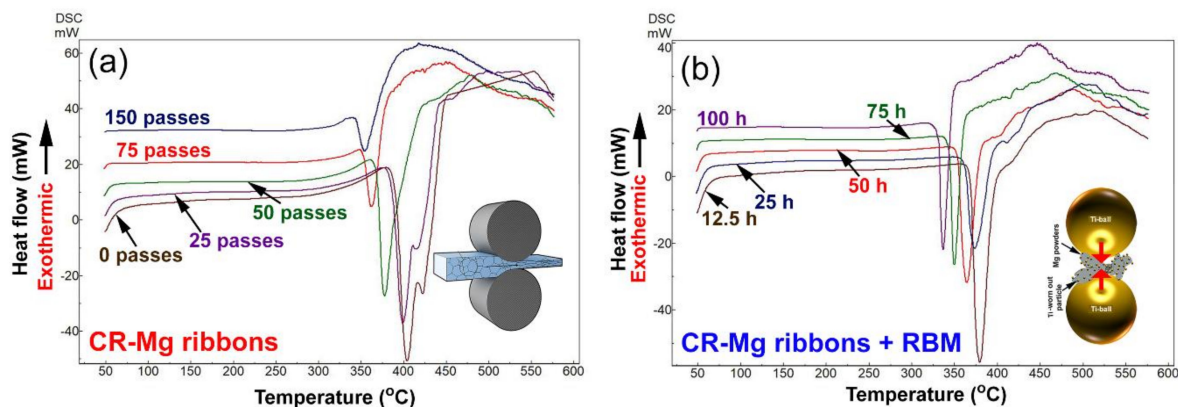 DSC
mW
(a)
60
40
20
0
-20
-40
Heat flow (mW)
Exothermic
150 passes
75 passes
50 passes
25 passes
0 passes
CR-Mg ribbons
50 100 150 200 250 300 350 400 450 500 550 600
Temperature (°C)
DSC
mW
(b)
40
20
0
-20
-40
Heat flow (mW)
Exothermic
100 h
75 h
50 h
25 h
12.5 h
Ti-ball
Mg powders
Ti-worn out
particle
Ti-ball
CR-Mg ribbons + RBM
50 100 150 200 250 300 350 400 450 500 550 600
Temperature (°C)